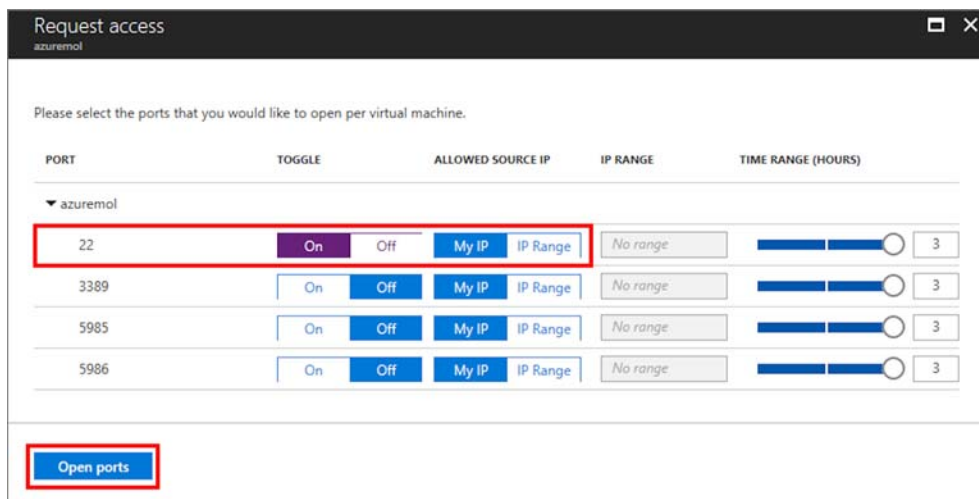 Request access
azuremol
Please select the ports that you would like to open per virtual machine.
PORT TOGGLE ALLOWED SOURCE IP IP RANGE TIME RANGE (HOURS)
azuremol
22 On Off My IP IP Range No range 3
3389 On Off My IP IP Range No range 3
5985 On Off My IP IP Range No range 3
5986 On Off My IP IP Range No range 3
Open ports